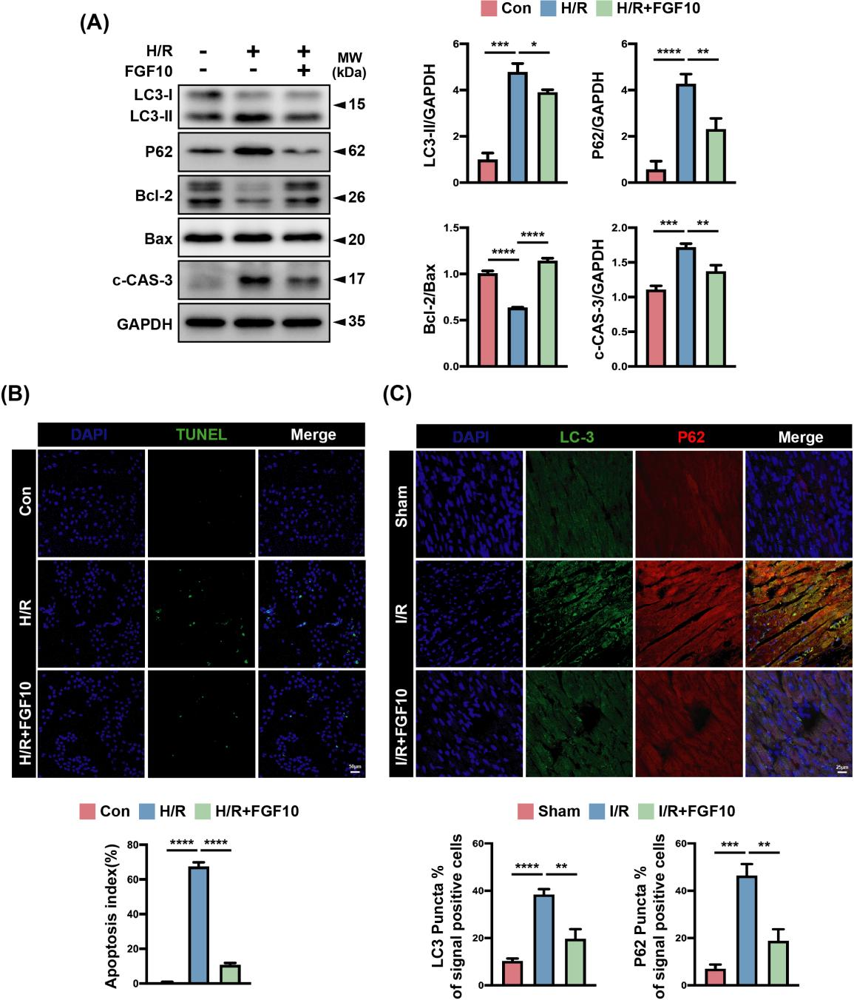 (A)
H/R - + +
FGF10 - - +
MW
(kDa)
LC3-I
LC3-II
15
P62
62
Bcl-2
26
Bax
20
c-CAS-3
17
GAPDH
35
Con H/R H/R+FGF10
LC3-II/GAPDH
6
4
2
0
*** *
P62/GAPDH
6
4
2
0
**** **
Bcl-2/Bax
1.5
1.0
0.5
0.0
**** ****
c-CAS-3/GAPDH
2.0
1.5
1.0
0.5
0.0
*** **
(B)
DAPI TUNEL Merge
Con
H/R
H/R+FGF10
50μm
Con H/R H/R+FGF10
Apoptosis index(%)
80
60
40
20
0
**** ****
(C)
DAPI LC-3 P62 Merge
Sham
I/R
I/R+FGF10
25μm
Sham I/R I/R+FGF10
LC3 Puncta %
of signal positive cells
60
40
20
0
**** **
P62 Puncta %
of signal positive cells
60
40
20
0
*** **